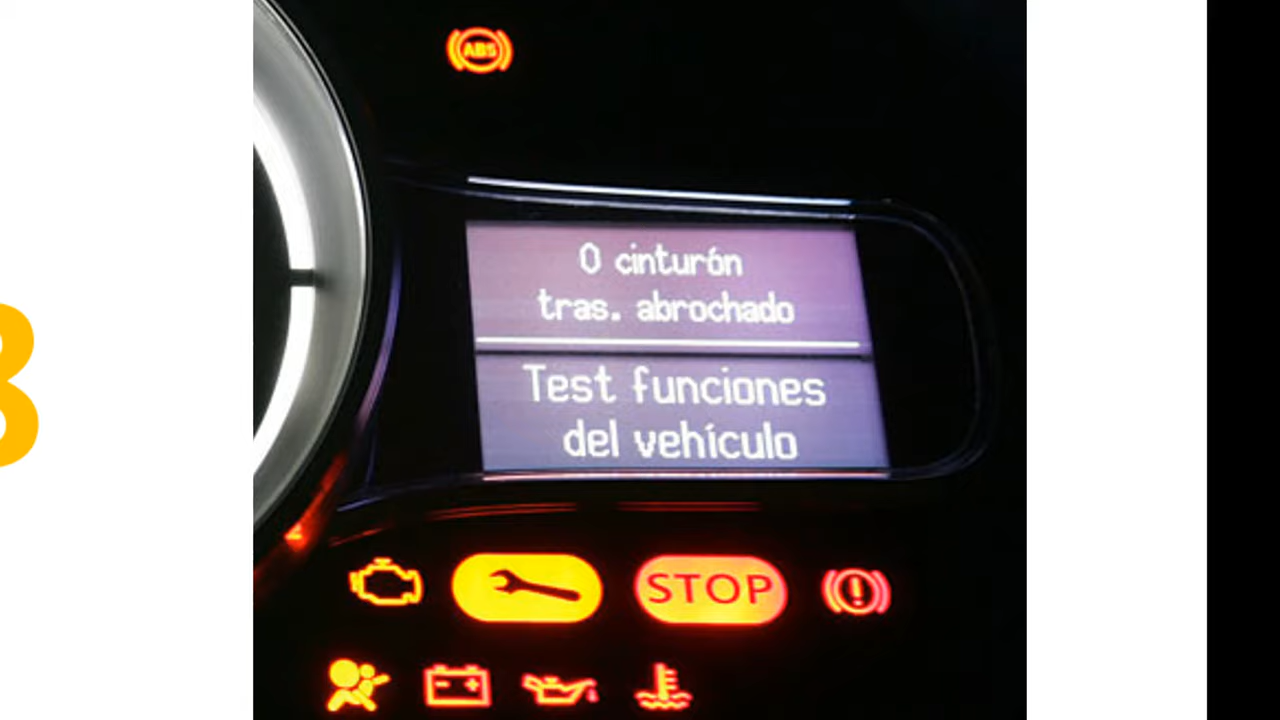 ABS
0 cinturón
tras. abrochado
Test funciones
del vehículo
STOP